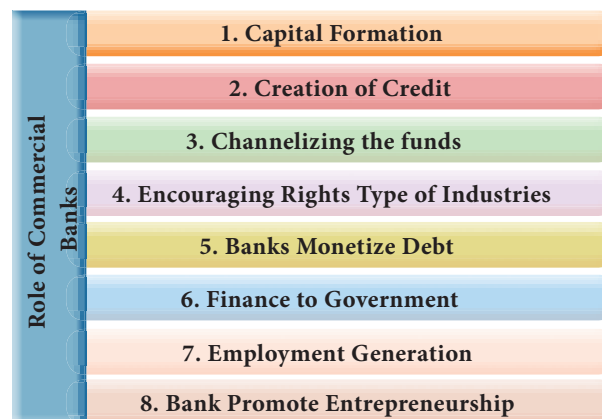 Role of Commercial
Banks
1. Capital Formation
2. Creation of Credit
3. Channelizing the funds
4. Encouraging Rights Type of Industries
5. Banks Monetize Debt
6. Finance to Government
7. Employment Generation
8. Bank Promote Entrepreneurship